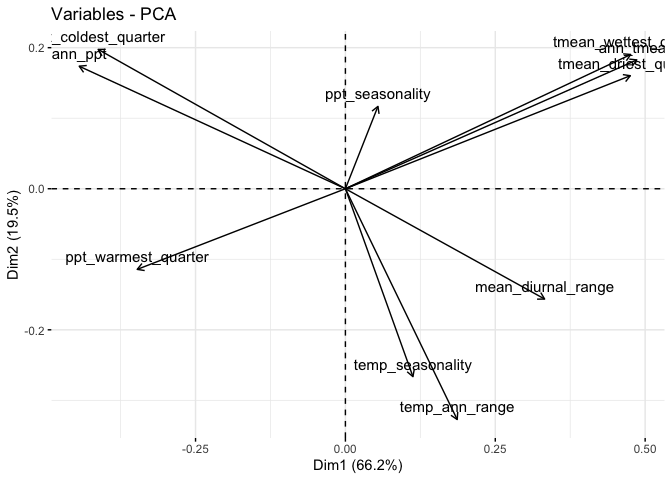 Variables - PCA
:_coldest_quarter
tmean_wettest_q
ann_tmea
ann_ppt
tmean_driest_qu
ppt_seasonality
ppt_warmest_quarter
mean_diurnal_range
temp_seasonality
temp_ann_range
0.2
0.0
-0.2
Dim2 (19.5%)
-0.25
0.00
0.25
0.50
Dim1 (66.2%)